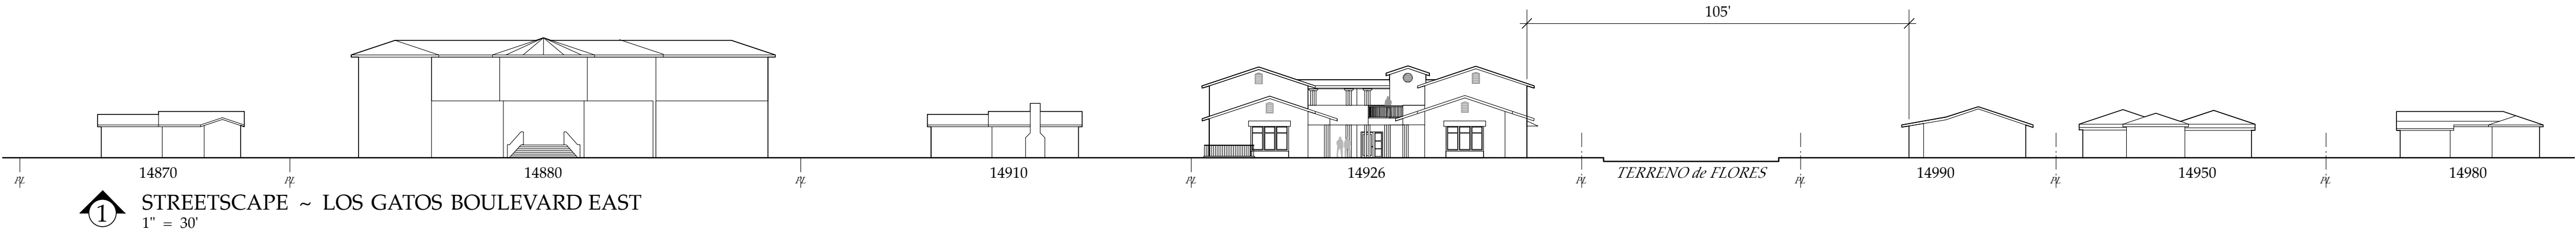 105'
14870
14880
14910
14926
TERRENO de FLORES
14990
14950
14980
PL PL PL PL PL PL PL PL
1
STREETSCAPE ~ LOS GATOS BOULEVARD EAST
1" = 30'